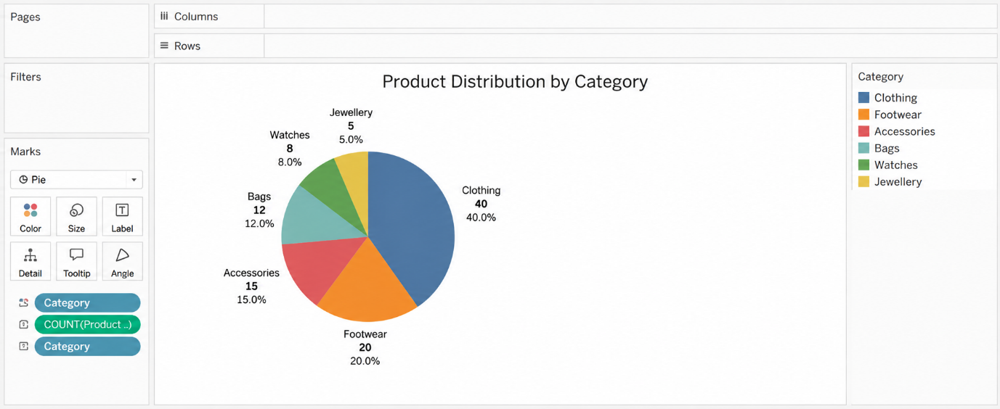 Pages
Columns
Rows
Filters
Marks
Pie
Color
Size
Label
Detail
Tooltip
Angle
Category
COUNT(Product ..)
Category
Product Distribution by Category
Jewellery
5
5.0%
Watches
8
8.0%
Bags
12
12.0%
Clothing
40
40.0%
Accessories
15
15.0%
Footwear
20
20.0%
Category
Clothing
Footwear
Accessories
Bags
Watches
Jewellery